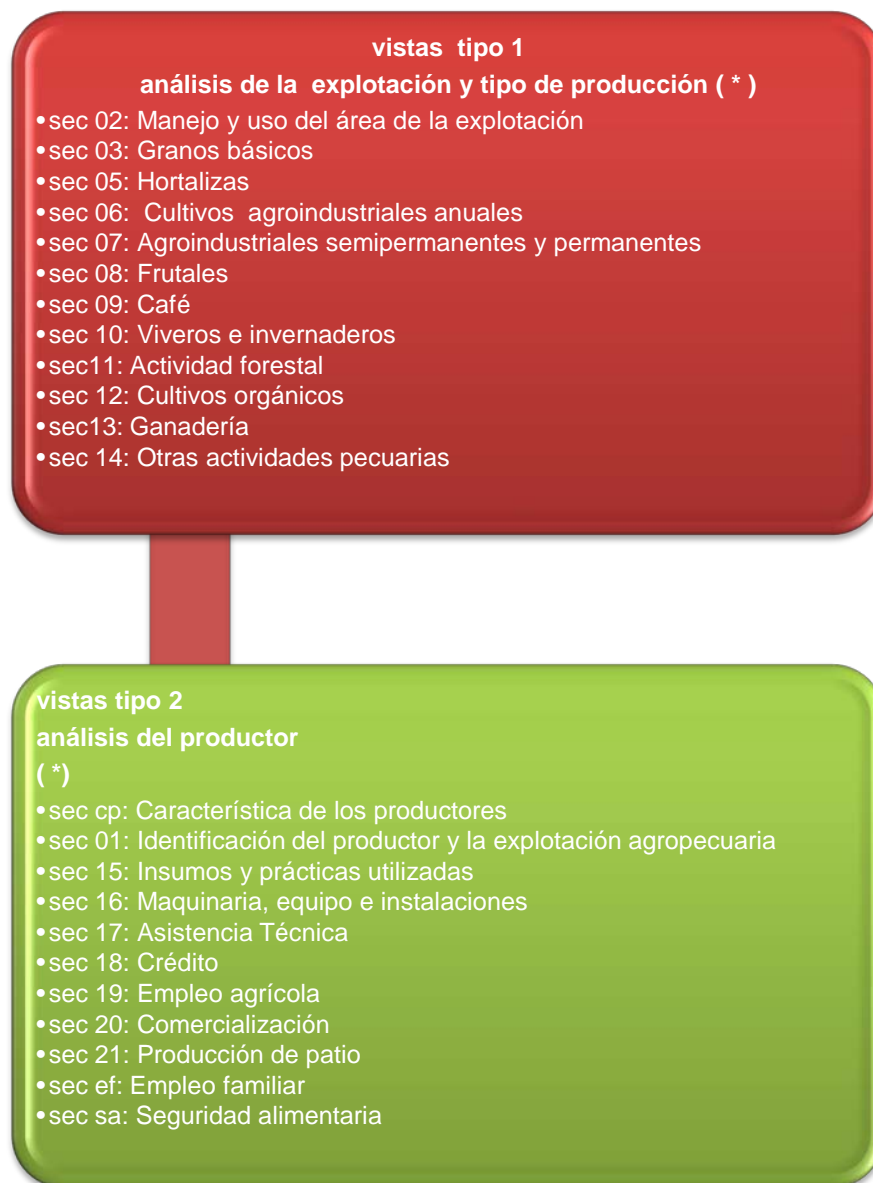 vistas  tipo 1
análisis de la  explotación y tipo de producción ( * )
•sec 02: Manejo y uso del área de la explotación
•sec 03: Granos básicos
•sec 05: Hortalizas
•sec 06:  Cultivos  agroindustriales anuales
•sec 07: Agroindustriales semipermanentes y permanentes
•sec 08: Frutales
•sec 09: Café
•sec 10: Viveros e invernaderos
•sec11: Actividad forestal
•sec 12: Cultivos orgánicos
•sec13: Ganadería
•sec 14: Otras actividades pecuarias
vistas tipo 2
análisis del productor
( *)
•sec cp: Característica de los productores
•sec 01: Identificación del productor y la explotación agropecuaria
•sec 15: Insumos y prácticas utilizadas
•sec 16: Maquinaria, equipo e instalaciones
•sec 17: Asistencia Técnica
•sec 18: Crédito
•sec 19: Empleo agrícola
•sec 20: Comercialización
•sec 21: Producción de patio
•sec ef: Empleo familiar
•sec sa: Seguridad alimentaria